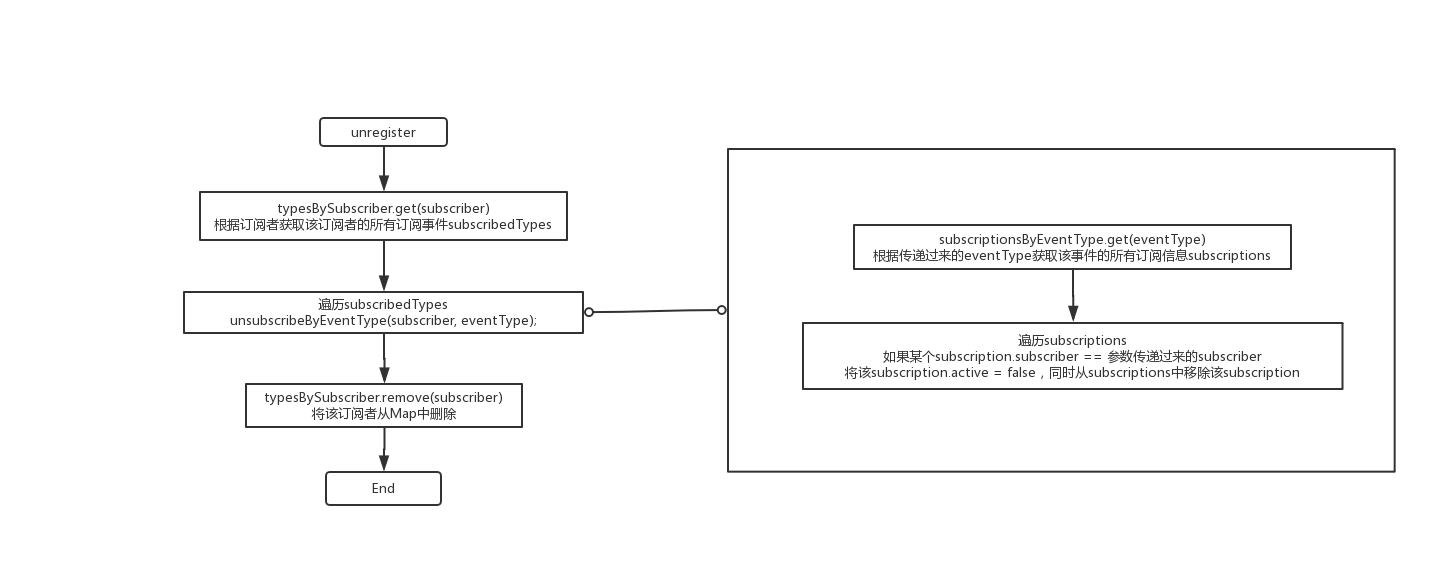 unregister
typesBySubscriber.get(subscriber)
根据订阅者获取该订阅者的所有订阅事件subscribedTypes
遍历subscribedTypes
unsubscribeByEventType(subscriber, eventType);
typesBySubscriber.remove(subscriber)
将该订阅者从Map中删除
End
subscriptionsByEventType.get(eventType)
根据传递过来的eventType获取该事件的所有订阅信息subscriptions
遍历subscriptions
如果某个subscription.subscriber == 参数传递过来的subscriber
将该subscription.active = false，同时从subscriptions中移除该subscription